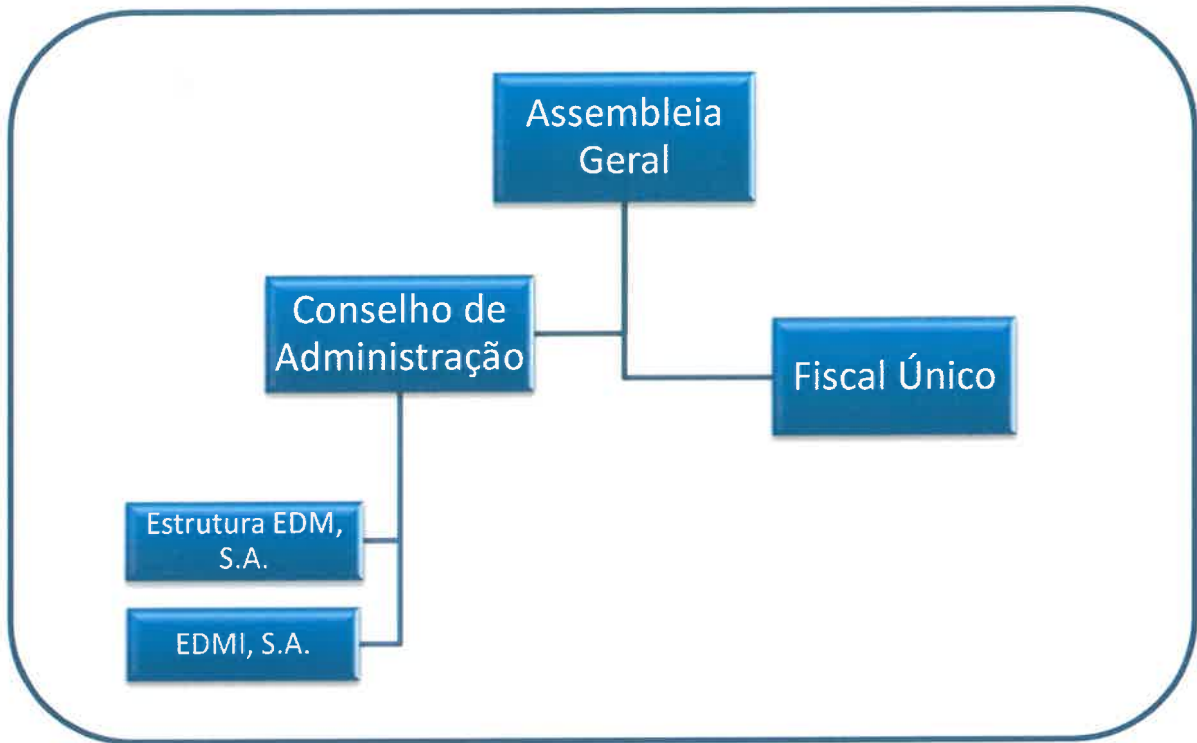 Assembleia
Geral
Conselho de
Administração
Fiscal Único
Estrutura EDM,
S.A.
EDMI, S.A.